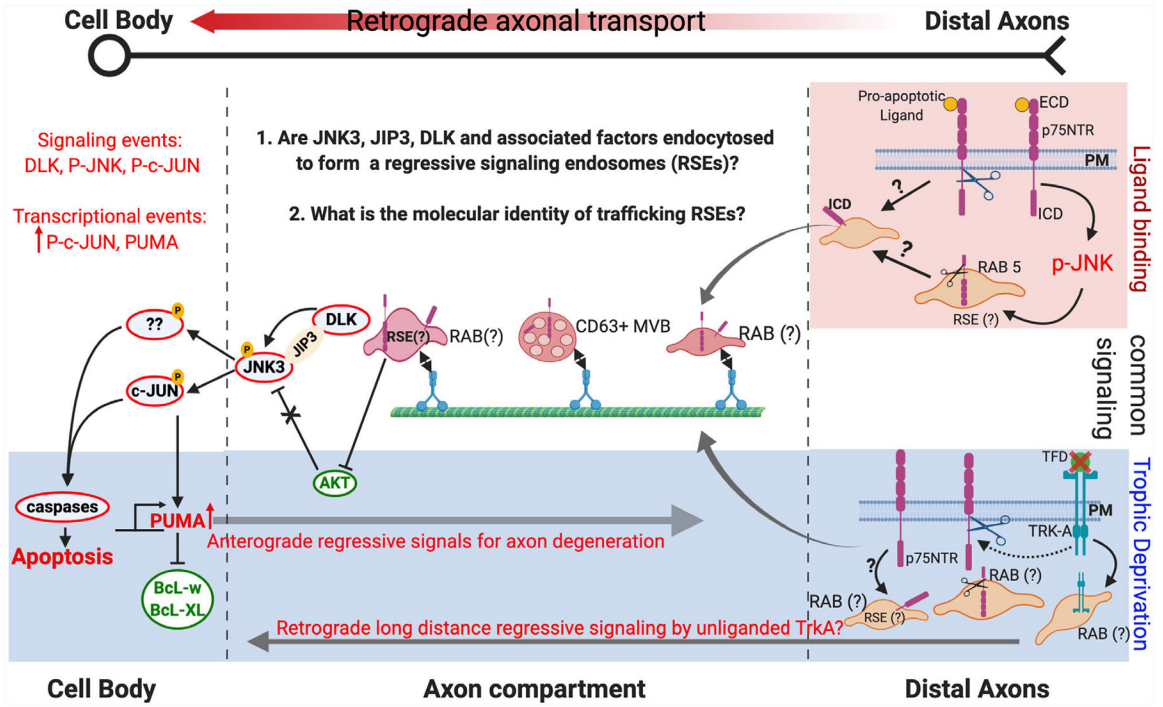 Cell Body
Retrograde axonal transport
Distal Axons
Signaling events:
DLK, P-JNK, P-c-JUN
Transcriptional events:
P-c-JUN, PUMA
1. Are JNK3, JIP3, DLK and associated factors endocytosed
to form a regressive signaling endosomes (RSEs)?
2. What is the molecular identity of trafficking RSEs?
Pro-apoptotic
Ligand
ECD
p75NTR
PM
?
ICD
ICD
?
RAB 5
p-JNK
RSE (?)
Ligand binding
??
P
DLK
JIP3
P
JNK3
P
c-JUN
RSE(?)
RAB(?)
CD63+ MVB
RAB (?)
common
signaling
AKT
caspases
Apoptosis
PUMA
BcL-w
BcL-XL
Anterograde regressive signals for axon degeneration
Retrograde long distance regressive signaling by unliganded TrkA?
TFD
PM
TRK-A
p75NTR
?
RAB (?)
RAB (?)
RSE (?)
RAB (?)
Trophic Deprivation
Cell Body
Axon compartment
Distal Axons